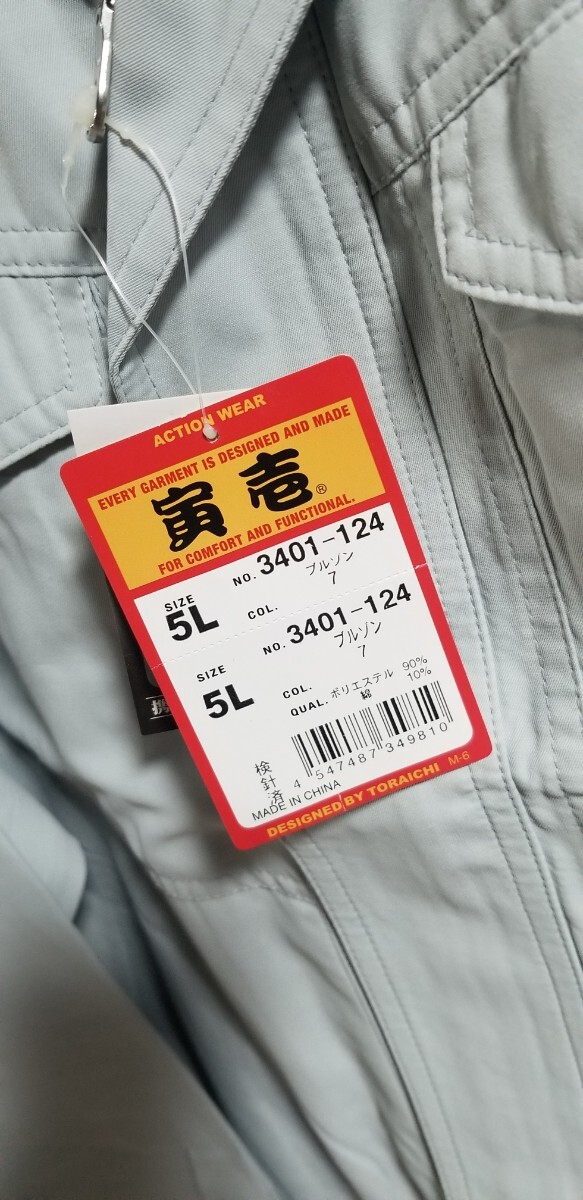 ACTION WEAR
EVERY GARMENT IS DESIGNED AND MADE
寅壱®
FOR COMFORT AND FUNCTIONAL.
SIZE
5L
NO. 3401-124
ブルゾン
COL. 7
SIZE
5L
NO. 3401-124
ブルゾン
COL. 7
QUAL. ポリエステル 90%
綿 10%
検針済
4 547487 349810
MADE IN CHINA
DESIGNED BY TORAICHI
M-6